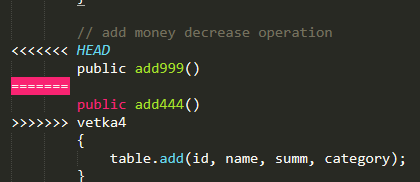 }
// add money decrease operation
<<<<<<< HEAD
public add999()
=======
public add444()
>>>>>>> vetka4
{
table.add(id, name, summ, category);
}